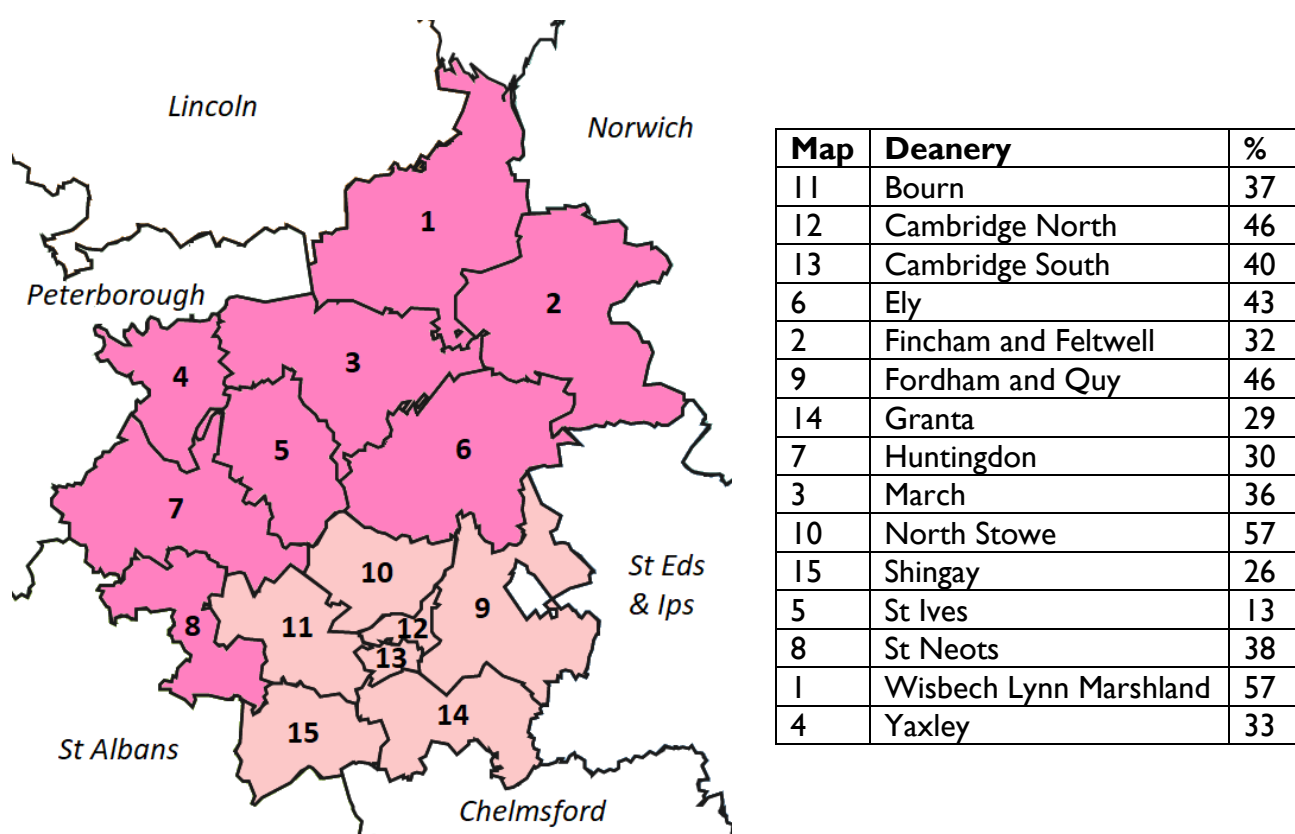 Lincoln
Norwich
1
Peterborough
2
3
4
5
6
7
10
St Eds
& Ips
9
8
11
12
13
14
15
St Albans
Chelmsford
Map Deanery %
11 Bourn 37
12 Cambridge North 46
13 Cambridge South 40
6 Ely 43
2 Fincham and Feltwell 32
9 Fordham and Quy 46
14 Granta 29
7 Huntingdon 30
3 March 36
10 North Stowe 57
15 Shingay 26
5 St Ives 13
8 St Neots 38
1 Wisbech Lynn Marshland 57
4 Yaxley 33